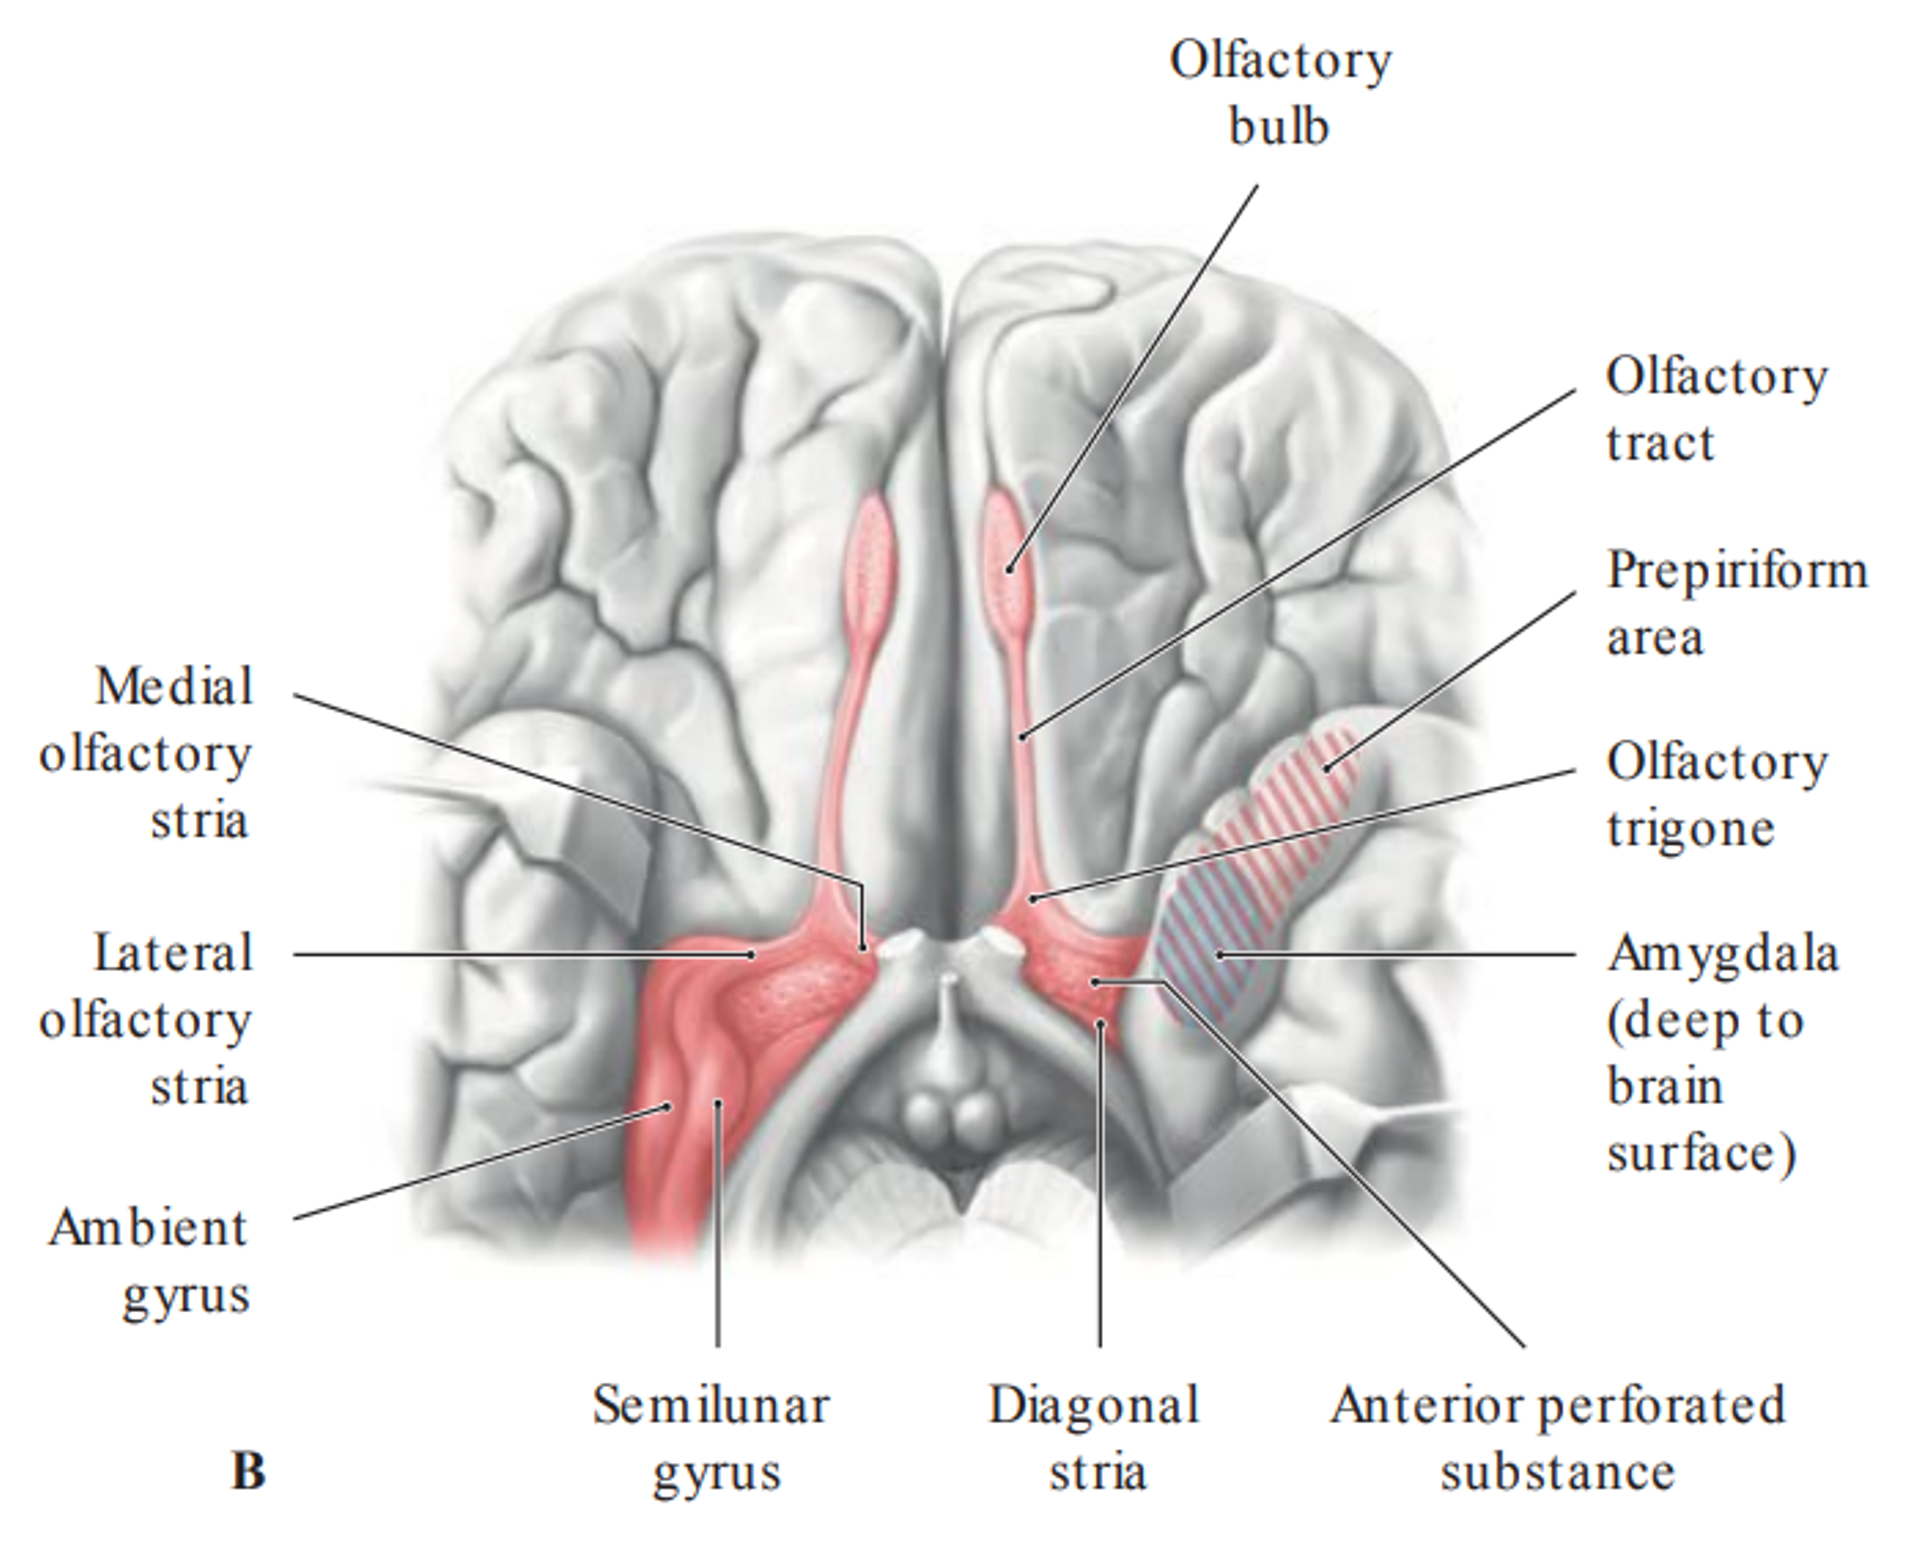 Olfactory
bulb
Olfactory
tract
Prepiriform
area
Olfactory
trigone
Amygdala
(deep to
brain
surface)
Medial
olfactory
stria
Lateral
olfactory
stria
Ambient
gyrus
Semilunar
gyrus
Diagonal
stria
Anterior perforated
substance
B